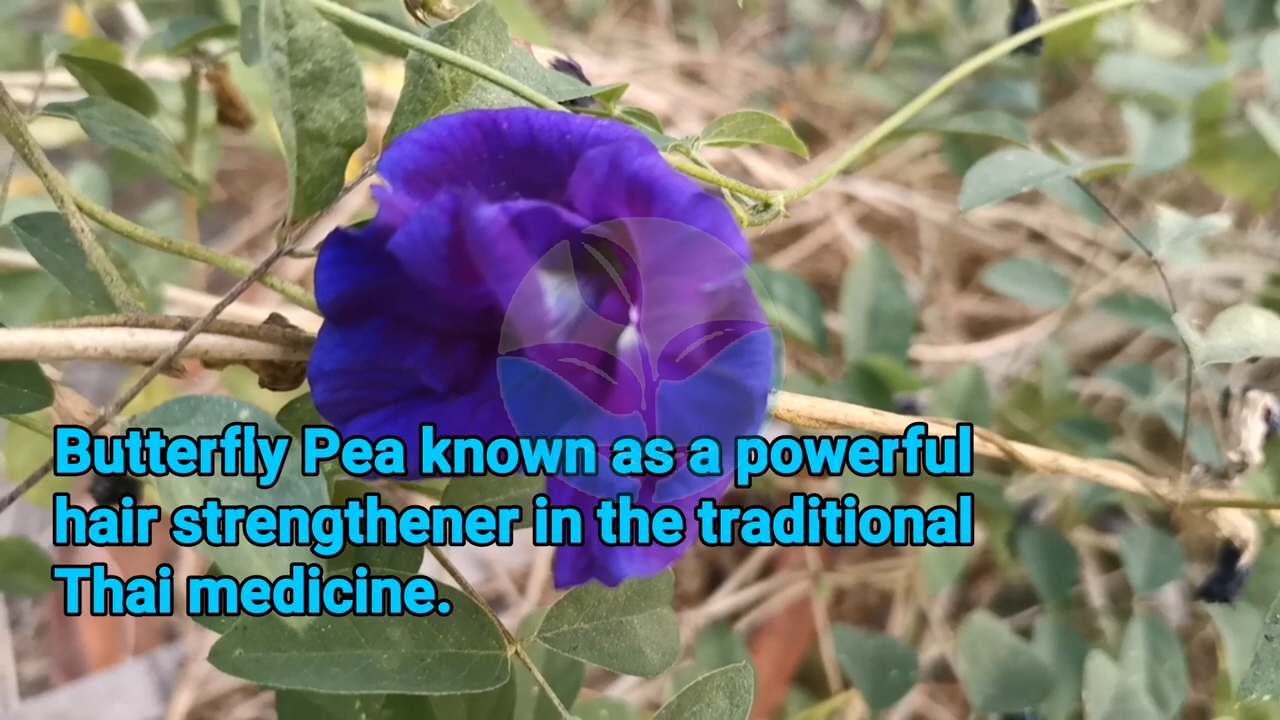 Butterfly Pea known as a powerful
hair strengthener in the traditional
Thai medicine.